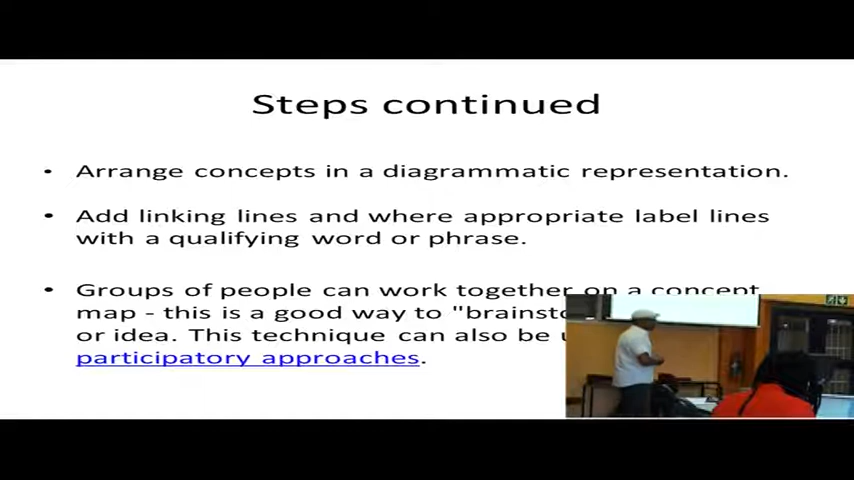 Steps continued
• Arrange concepts in a diagrammatic representation.
• Add linking lines and where appropriate label lines
with a qualifying word or phrase.
• Groups of people can work together on a concept
map - this is a good way to "brainsto
or idea. This technique can also be
participatory approaches.